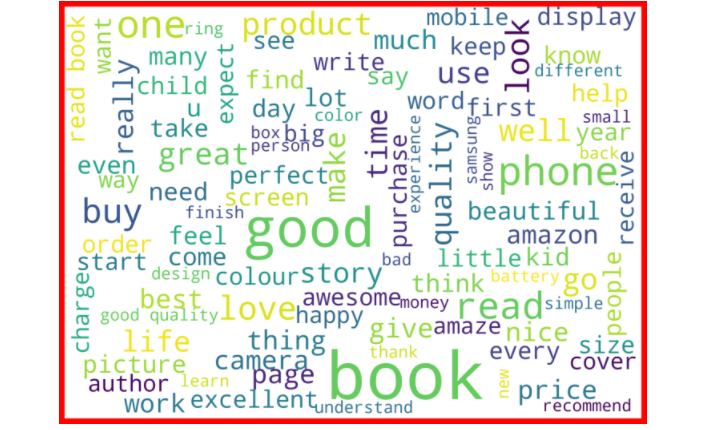 one
ring
product
mobile
display
read book
want
many
see
much
keep
look
know
write
different
child
really
expect
find
say
use
help
u
day
lot
word
first
small
color
take
box
big
well
year
person
time
great
make
purchase
experience
quality
samsung
show
back
even
way
perfect
phone
receive
need
screen
buy
finish
good
beautiful
order
feel
amazon
start
come
bad
little
kid
charge
design
colour
story
think
battery
go
people
best
love
awesome
money
read
simple
good quality
happy
give
amaze
nice
life
thing
thank
every
size
picture
camera
cover
author
learn
page
book
new
price
work
excellent
understand
recommend